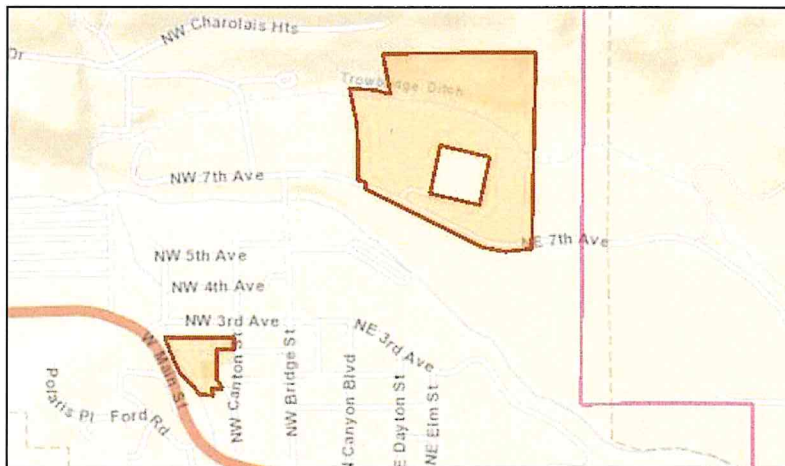 NW Charolais Hts
Dr
Trowbridge Ditch
NW 7th Ave
NE 7th Ave
NW 5th Ave
NW 4th Ave
NW 3rd Ave
NE 3rd Ave
W Main St
NW Canton St
NW Bridge St
N Canyon Blvd
E Dayton St
NW Elm St
Polaris Pl
Ford Rd